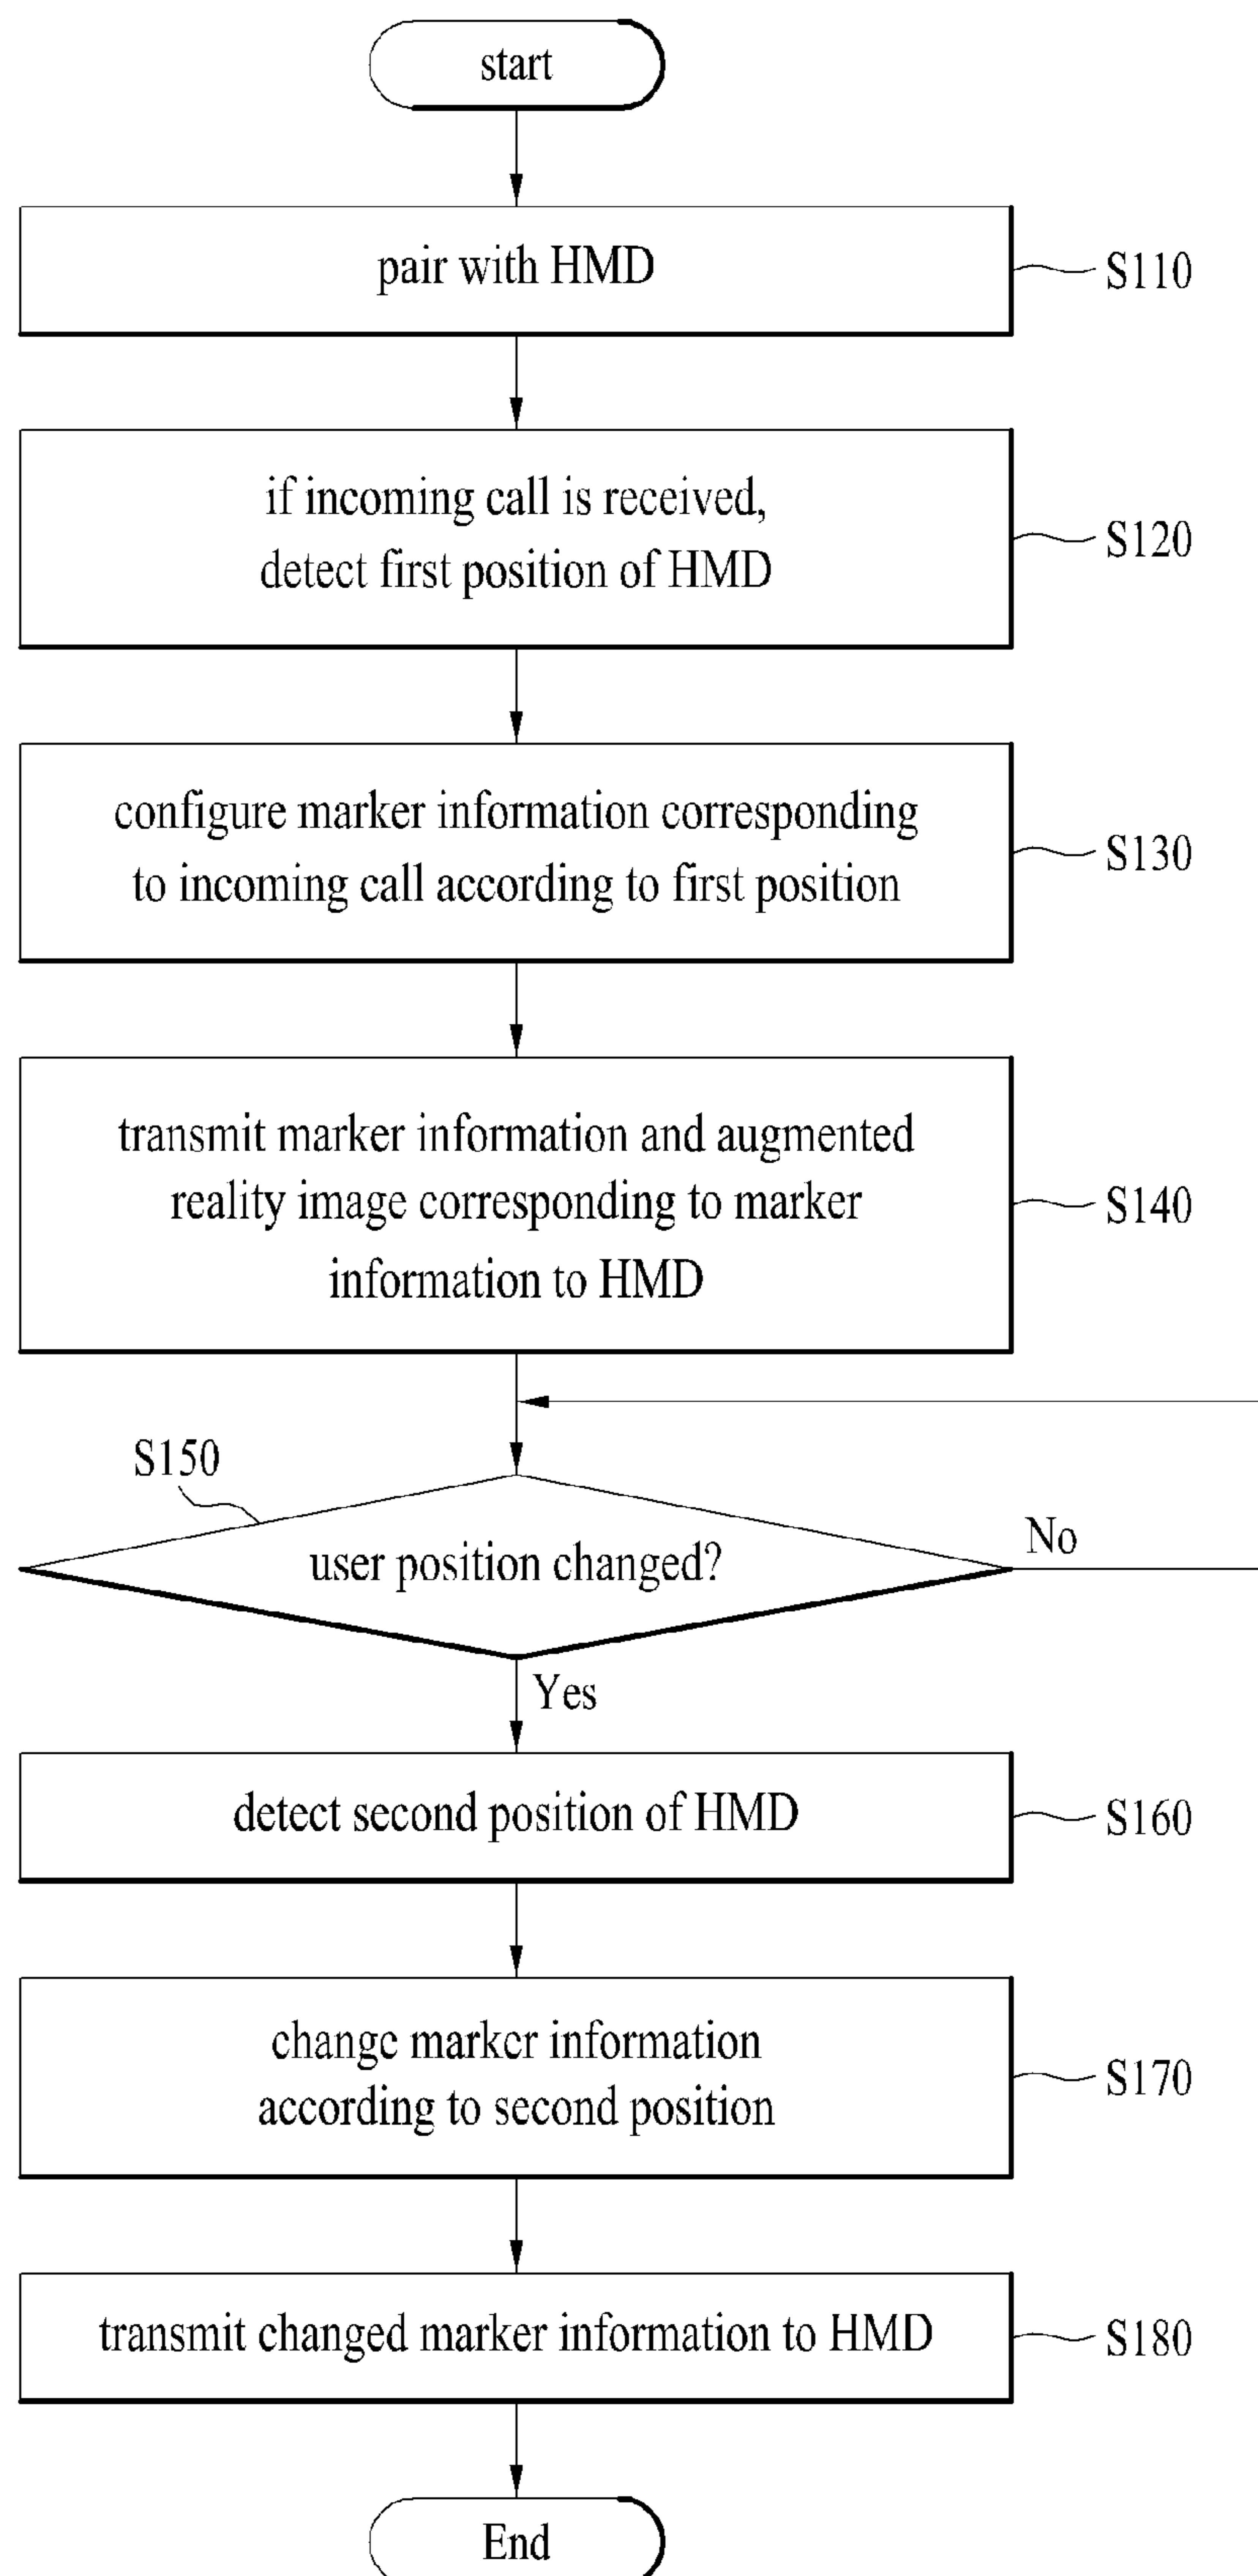 start
pair with HMD
S110
if incoming call is received,
detect first position of HMD
S120
configure marker information corresponding
to incoming call according to first position
S130
transmit marker information and augmented
reality image corresponding to marker
information to HMD
S140
S150
user position changed?
No
Yes
detect second position of HMD
S160
change marker information
according to second position
S170
transmit changed marker information to HMD
S180
End